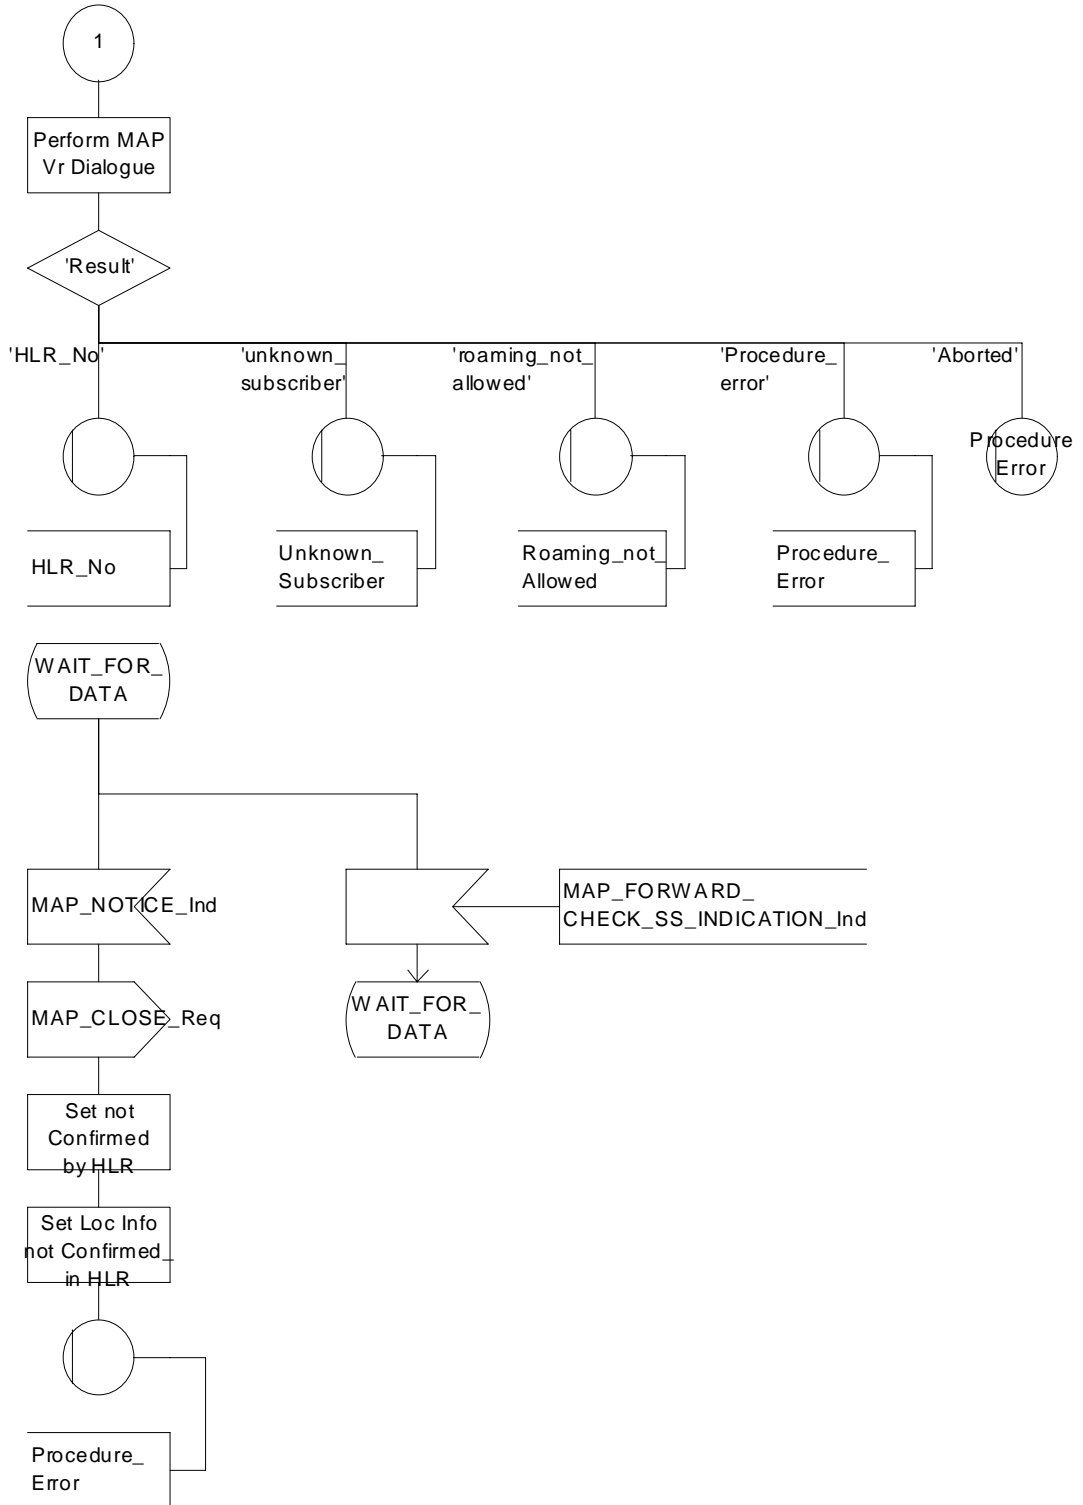 1
Perform MAP
Vr Dialogue
'Result'
'HLR_No'
'unknown_
subscriber'
'roaming_not_
allowed'
'Procedure_
error'
'Aborted'
Procedure
Error
HLR_No
Unknown_
Subscriber
Roaming_not_
Allowed
Procedure_
Error
WAIT_FOR_
DATA
MAP_NOTICE_Ind
MAP_FORWARD_
CHECK_SS_INDICATION_Ind
MAP_CLOSE_Req
WAIT_FOR_
DATA
Set not
Confirmed
by HLR
Set Loc Info
not Confirmed_
in HLR
Procedure_
Error